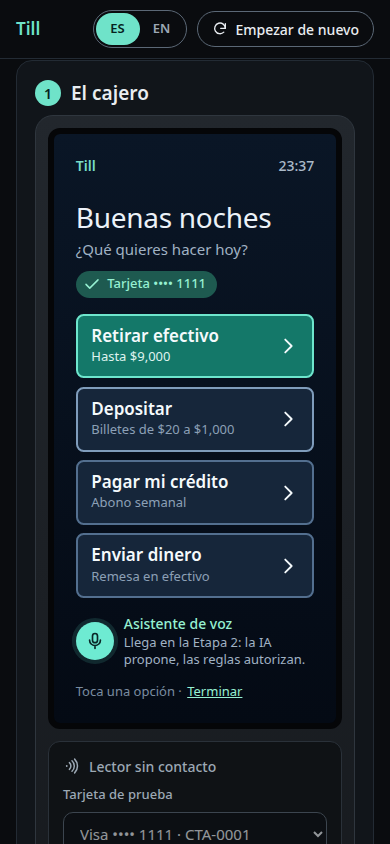 Till
ES
EN
Empezar de nuevo
1
El cajero
Till
23:37
Buenas noches
¿Qué quieres hacer hoy?
Tarjeta •••• 1111
Retirar efectivo
Hasta $9,000
Depositar
Billetes de $20 a $1,000
Pagar mi crédito
Abono semanal
Enviar dinero
Remesa en efectivo
Asistente de voz
Llega en la Etapa 2: la IA
propone, las reglas autorizan.
Toca una opción · Terminar
Lector sin contacto
Tarjeta de prueba
Visa •••• 1111 · CTA-0001